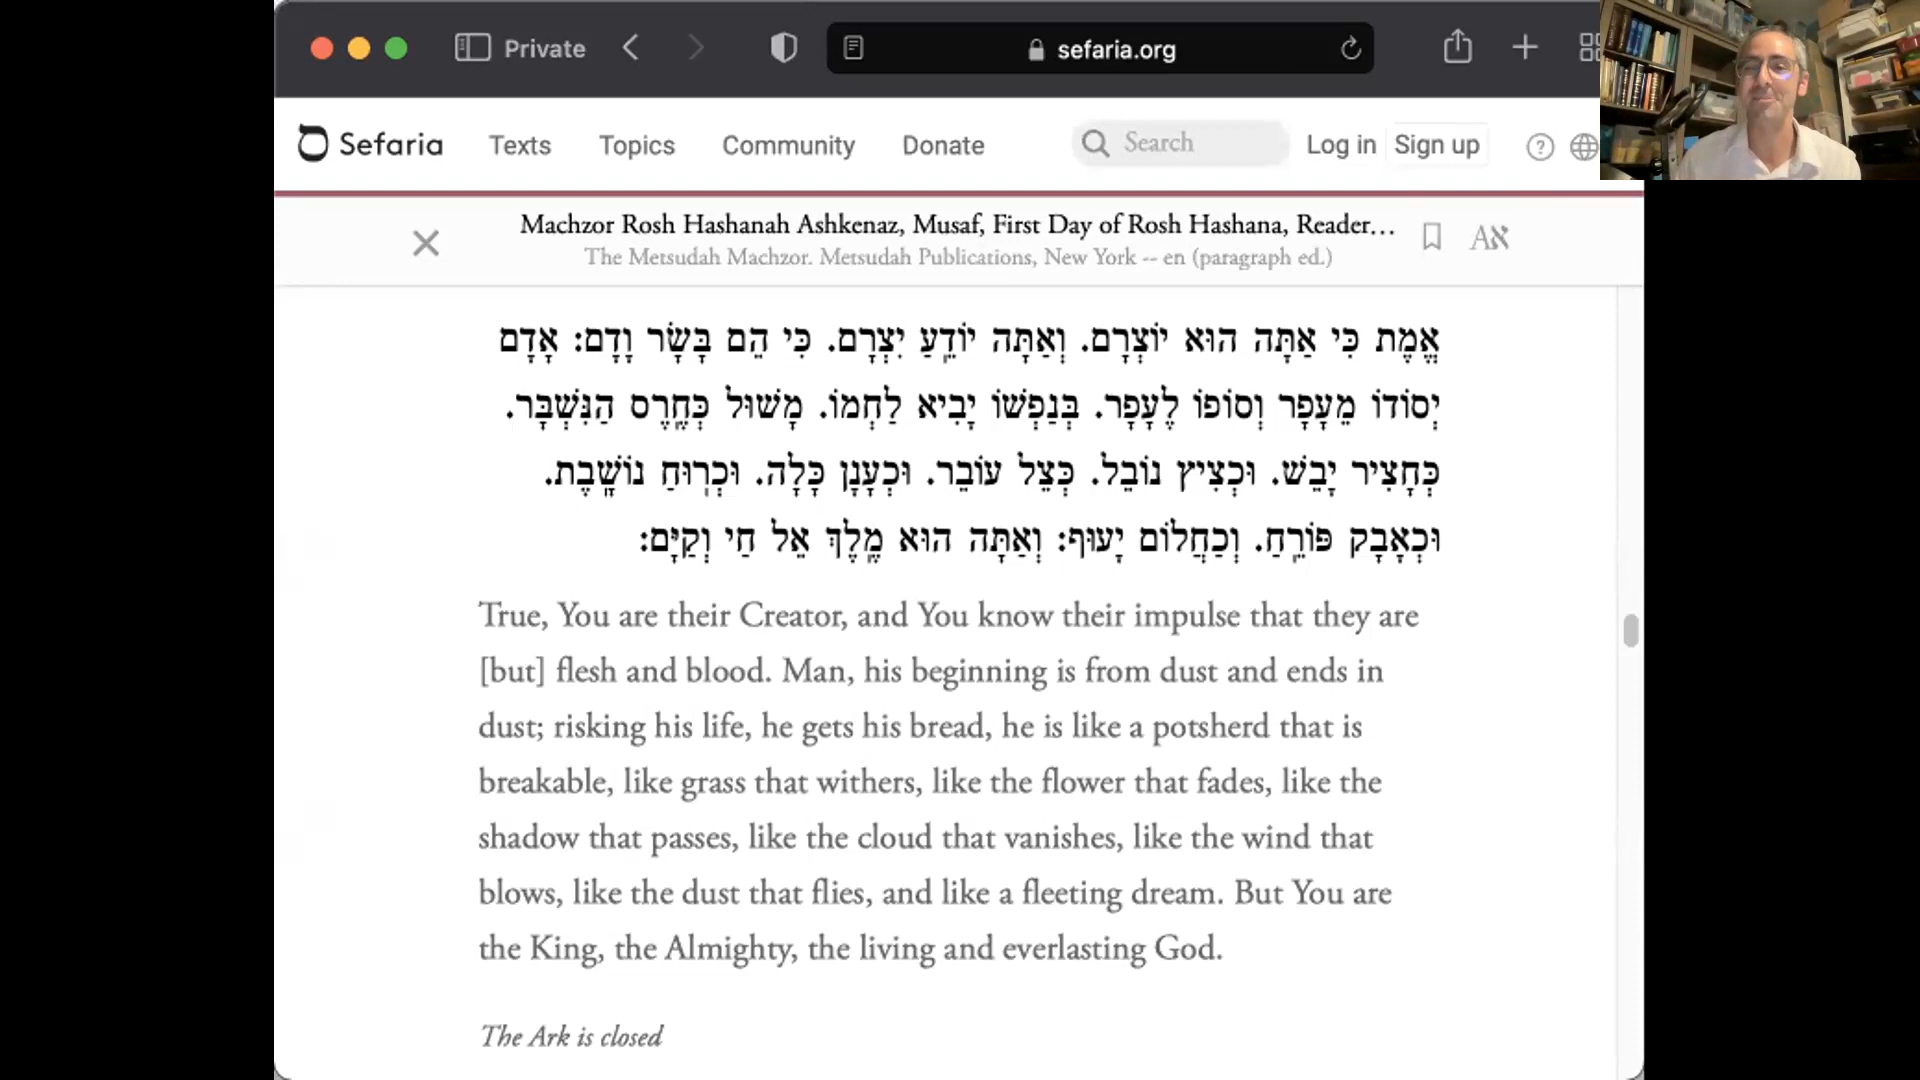 Private
sefaria.org
Sefaria Texts Topics Community Donate Search Log in Sign up
Machzor Rosh Hashanah Ashkenaz, Musaf, First Day of Rosh Hashana, Reader...
The Metsudah Machzor. Metsudah Publications, New York -- en (paragraph ed.)
אֱמֶת כִּי אַתָּה הוּא יוֹצְרָם. וְאַתָּה יוֹדֵֽעַ יִצְרָם. כִּי הֵם בָּשָׂר וָדָם: אָדָם
יְסוֹדוֹ מֵעָפָר וְסוֹפוֹ לֶעָפָר. בְּנַפְשׁוֹ יָבִיא לַחְמוֹ. מָשׁוּל כְּחֶֽרֶס הַנִּשְׁבָּר.
כְּחָצִיר יָבֵשׁ. וּכְצִיץ נוֹבֵל. כְּצֵל עוֹבֵר. וּכְעָנָן כָּלָה. וּכְרֽוּחַ נוֹשָׁבֶת.
וּכְאָבָק פּוֹרֵֽחַ. וְכַחֲלוֹם יָעוּף: וְאַתָּה הוּא מֶֽלֶךְ אֵל חַי וְקַיָּם:
True, You are their Creator, and You know their impulse that they are
[but] flesh and blood. Man, his beginning is from dust and ends in
dust; risking his life, he gets his bread, he is like a potsherd that is
breakable, like grass that withers, like the flower that fades, like the
shadow that passes, like the cloud that vanishes, like the wind that
blows, like the dust that flies, and like a fleeting dream. But You are
the King, the Almighty, the living and everlasting God.
The Ark is closed